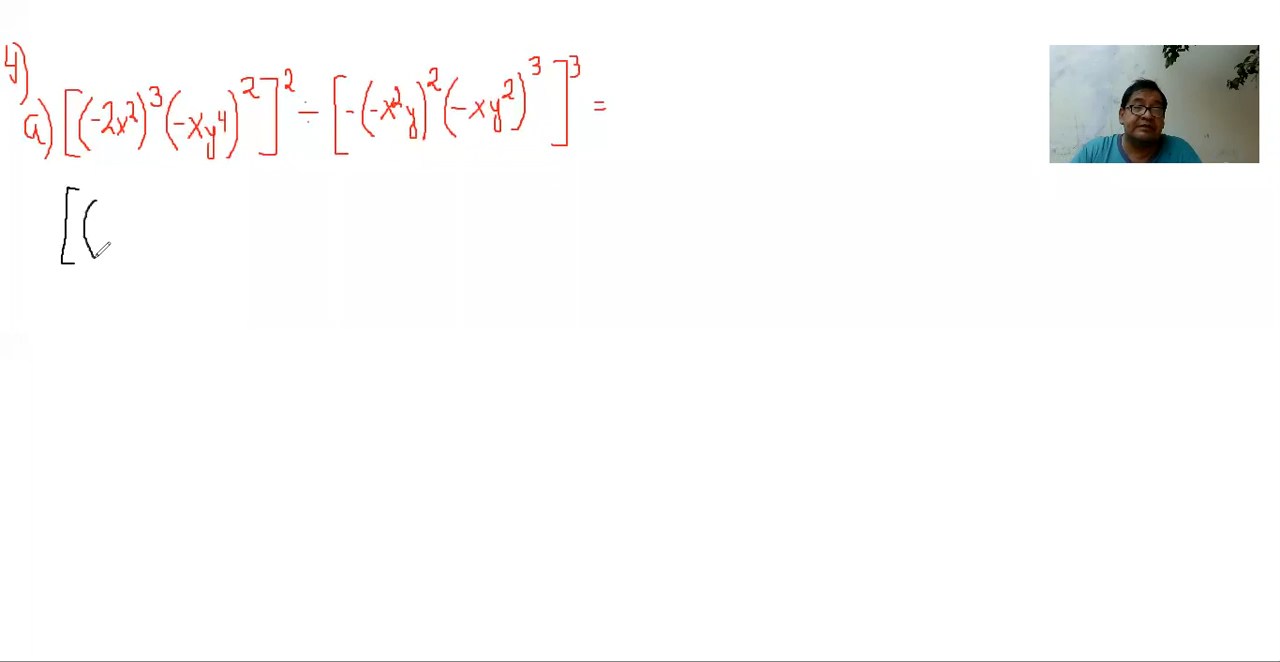 4)
a) [(-2x²)³(-xy⁴)²]² ÷ [-(-x²y)²(-xy²)³]³ =
[(